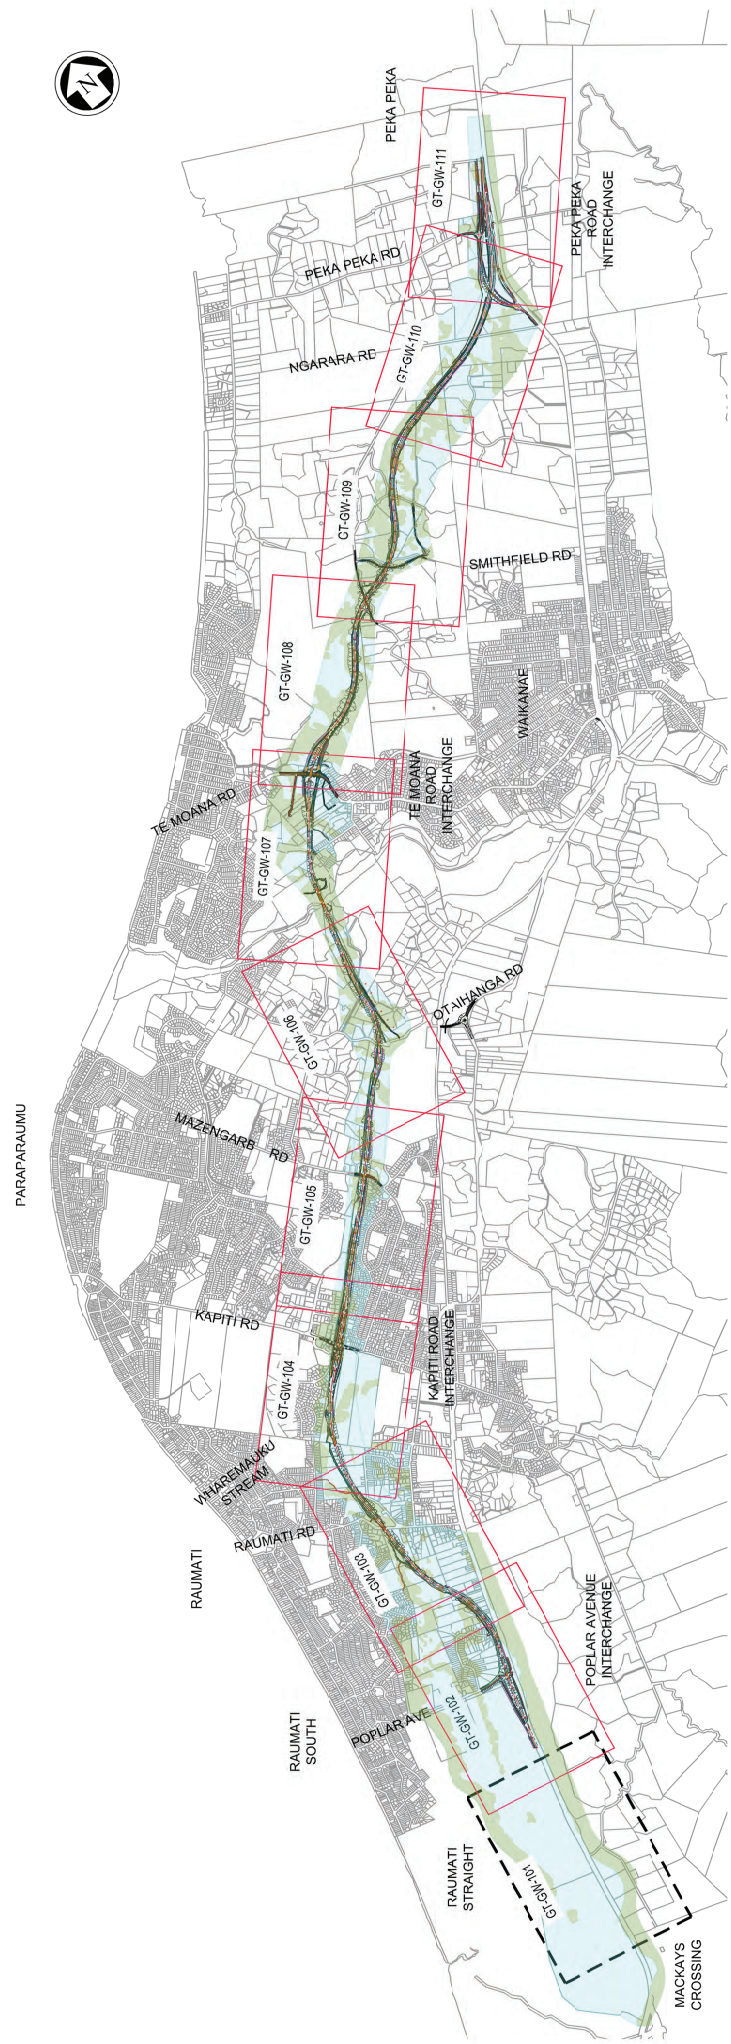 N
PEKA PEKA
GT-GW-111
PEKA PEKA
ROAD
INTERCHANGE
PEKA PEKA RD
GT-GW-110
NGARARA RD
CT-GW-109
SMITHFIELD RD
GT-GW-108
WAIKANAE
TE MOANA
ROAD
INTERCHANGE
TE MOANA RD
GT-GW-107
OTAIHANGA RD
GT-GW-106
PARAPARAUMU
MAZENGARB RD
GT-GW-105
KAPITI RD
KAPITI ROAD
INTERCHANGE
GT-GW-104
WHAREMAUKU
STREAM
RAUMATI RD
RAUMATI
GT-GW-103
POPLAR AVENUE
INTERCHANGE
GT-GW-102
POPLAR AVE
RAUMATI
SOUTH
RAUMATI
STRAIGHT
GT-GW-101
MACKAYS
CROSSING